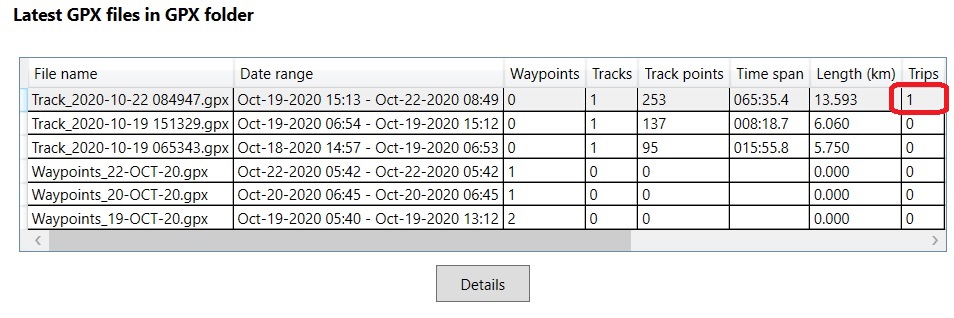 Latest GPX files in GPX folder
File name Date range Waypoints Tracks Track points Time span Length (km) Trips
Track_2020-10-22 084947.gpx Oct-19-2020 15:13 - Oct-22-2020 08:49 0 1 253 065:35.4 13.593 1
Track_2020-10-19 151329.gpx Oct-19-2020 06:54 - Oct-19-2020 15:12 0 1 137 008:18.7 6.060 0
Track_2020-10-19 065343.gpx Oct-18-2020 14:57 - Oct-19-2020 06:53 0 1 95 015:55.8 5.750 0
Waypoints_22-OCT-20.gpx Oct-22-2020 05:42 - Oct-22-2020 05:42 1 0 0 0.000 0
Waypoints_20-OCT-20.gpx Oct-20-2020 06:45 - Oct-20-2020 06:45 1 0 0 0.000 0
Waypoints_19-OCT-20.gpx Oct-19-2020 05:40 - Oct-19-2020 13:12 2 0 0 0.000 0
Details